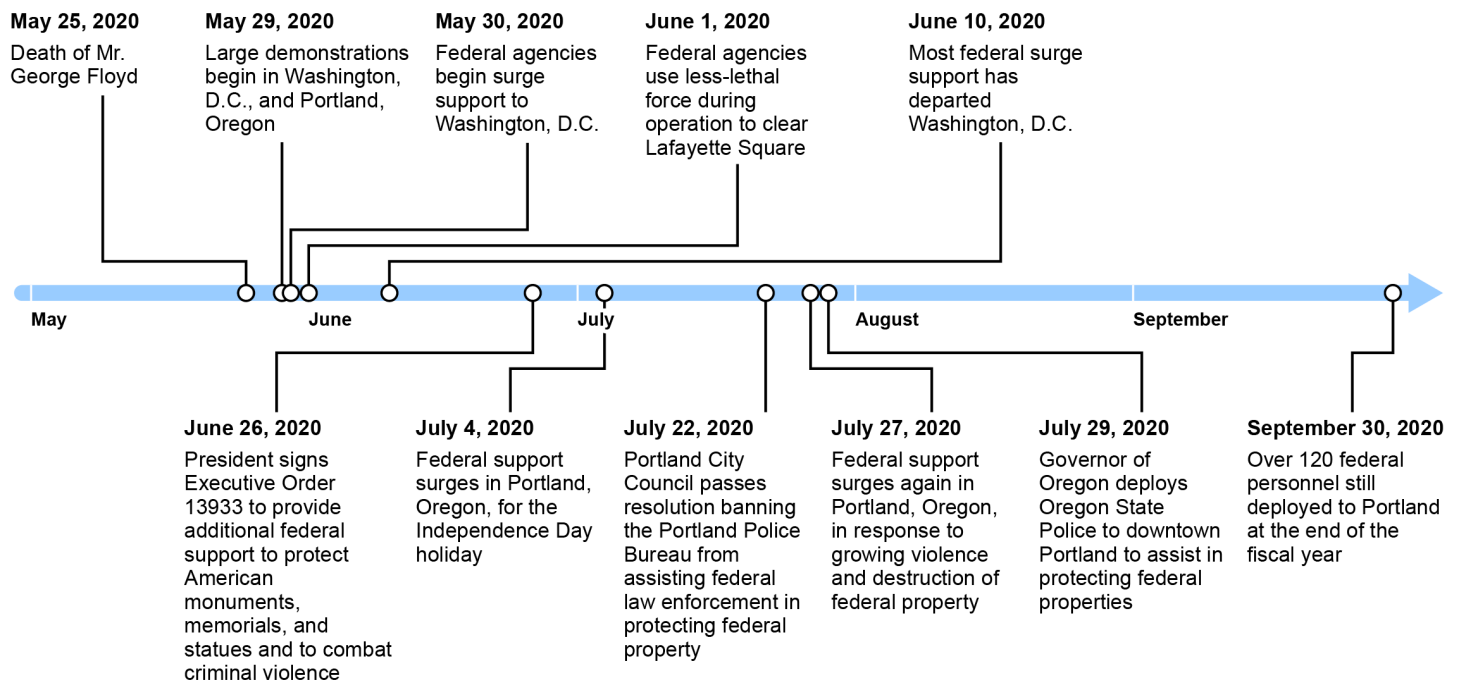 May 25, 2020
Death of Mr.
George Floyd
May 29, 2020
Large demonstrations
begin in Washington,
D.C., and Portland,
Oregon
May 30, 2020
Federal agencies
begin surge
support to
Washington, D.C.
June 1, 2020
Federal agencies
use less-lethal
force during
operation to clear
Lafayette Square
June 10, 2020
Most federal surge
support has
departed
Washington, D.C.
May
June
July
August
September
June 26, 2020
President signs
Executive Order
13933 to provide
additional federal
support to protect
American
monuments,
memorials, and
statues and to combat
criminal violence
July 4, 2020
Federal support
surges in Portland,
Oregon, for the
Independence Day
holiday
July 22, 2020
Portland City
Council passes
resolution banning
the Portland Police
Bureau from
assisting federal
law enforcement in
protecting federal
property
July 27, 2020
Federal support
surges again in
Portland, Oregon,
in response to
growing violence
and destruction of
federal property
July 29, 2020
Governor of
Oregon deploys
Oregon State
Police to downtown
Portland to assist in
protecting federal
properties
September 30, 2020
Over 120 federal
personnel still
deployed to Portland
at the end of the
fiscal year